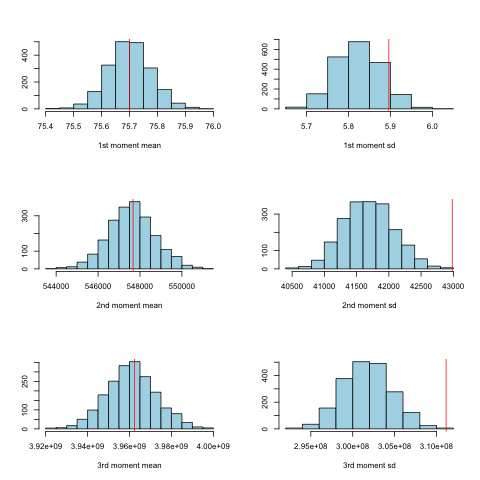 0 200 400
75.4 75.5 75.6 75.7 75.8 75.9 76.0
1st moment mean
0 200 400 600
5.7 5.8 5.9 6.0
1st moment sd
0 100 300
544000 546000 548000 550000
2nd moment mean
0 100 300
40500 41000 41500 42000 42500 43000
2nd moment sd
0 100 250
3.92e+09 3.94e+09 3.96e+09 3.98e+09 4.00e+09
3rd moment mean
0 200 400
2.95e+08 3.00e+08 3.05e+08 3.10e+08
3rd moment sd